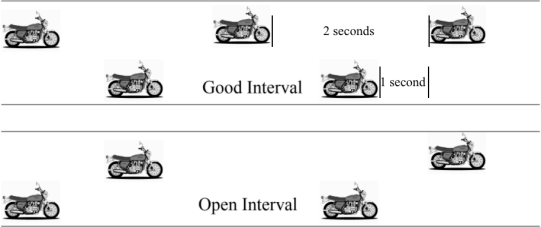 2 seconds
1 second
Good Interval
Open Interval